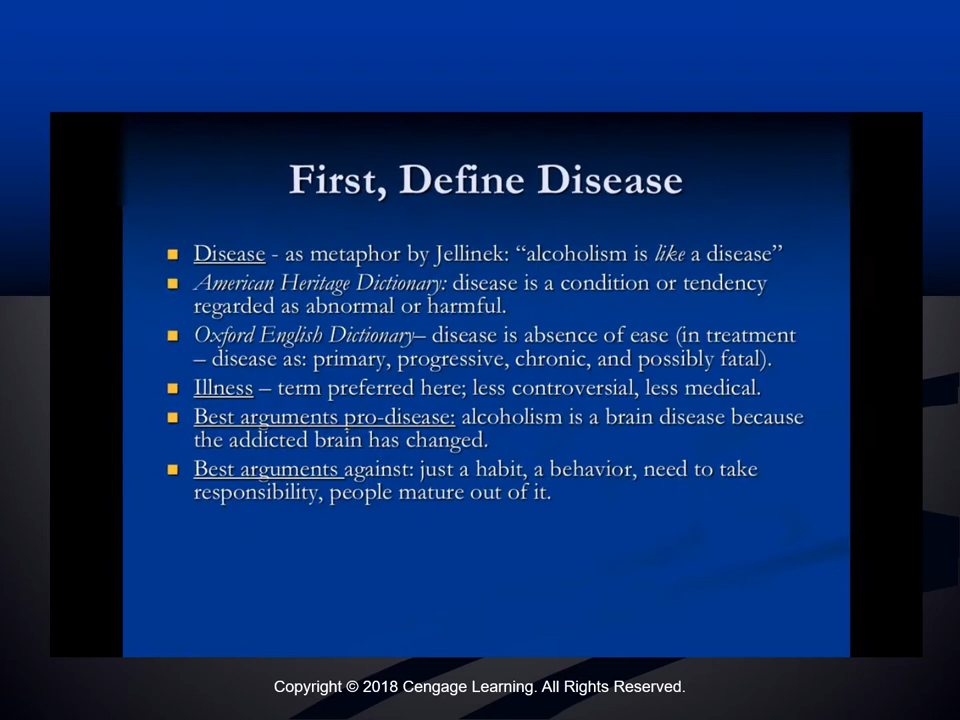 First, Define Disease
Disease - as metaphor by Jellinek: “alcoholism is like a disease”
American Heritage Dictionary: disease is a condition or tendency
regarded as abnormal or harmful.
Oxford English Dictionary– disease is absence of ease (in treatment
– disease as: primary, progressive, chronic, and possibly fatal).
Illness – term preferred here; less controversial, less medical.
Best arguments pro-disease: alcoholism is a brain disease because
the addicted brain has changed.
Best arguments against: just a habit, a behavior, need to take
responsibility, people mature out of it.
Copyright © 2018 Cengage Learning. All Rights Reserved.